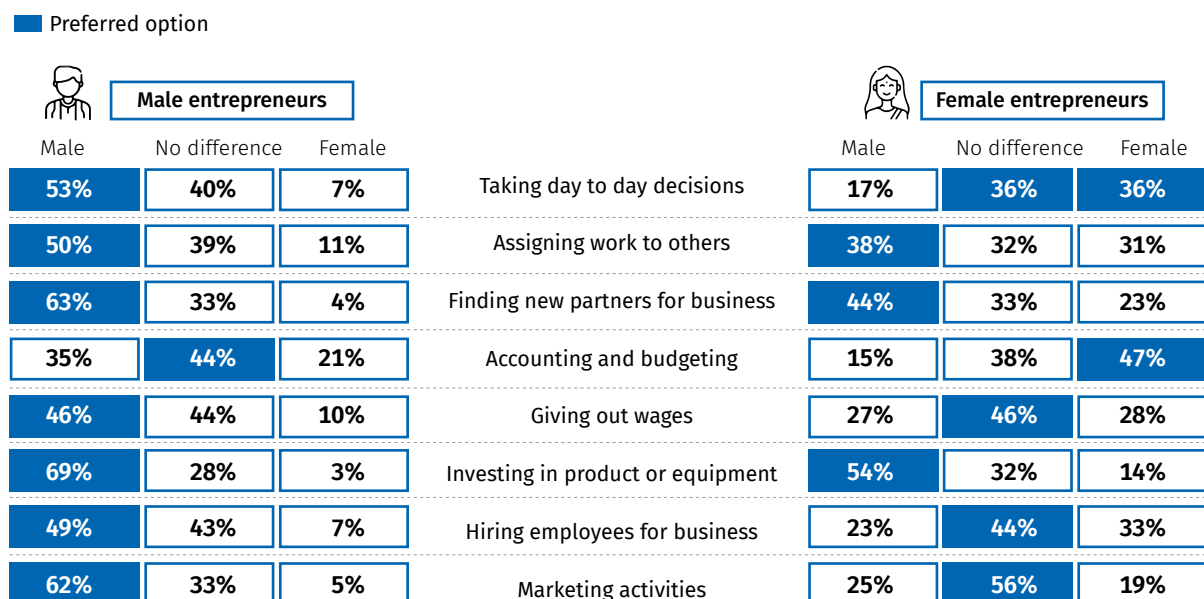 Preferred option
Male entrepreneurs Female entrepreneurs
Male No difference Female Male No difference Female
53% 40% 7% Taking day to day decisions 17% 36% 36%
50% 39% 11% Assigning work to others 38% 32% 31%
63% 33% 4% Finding new partners for business 44% 33% 23%
35% 44% 21% Accounting and budgeting 15% 38% 47%
46% 44% 10% Giving out wages 27% 46% 28%
69% 28% 3% Investing in product or equipment 54% 32% 14%
49% 43% 7% Hiring employees for business 23% 44% 33%
62% 33% 5% Marketing activities 25% 56% 19%